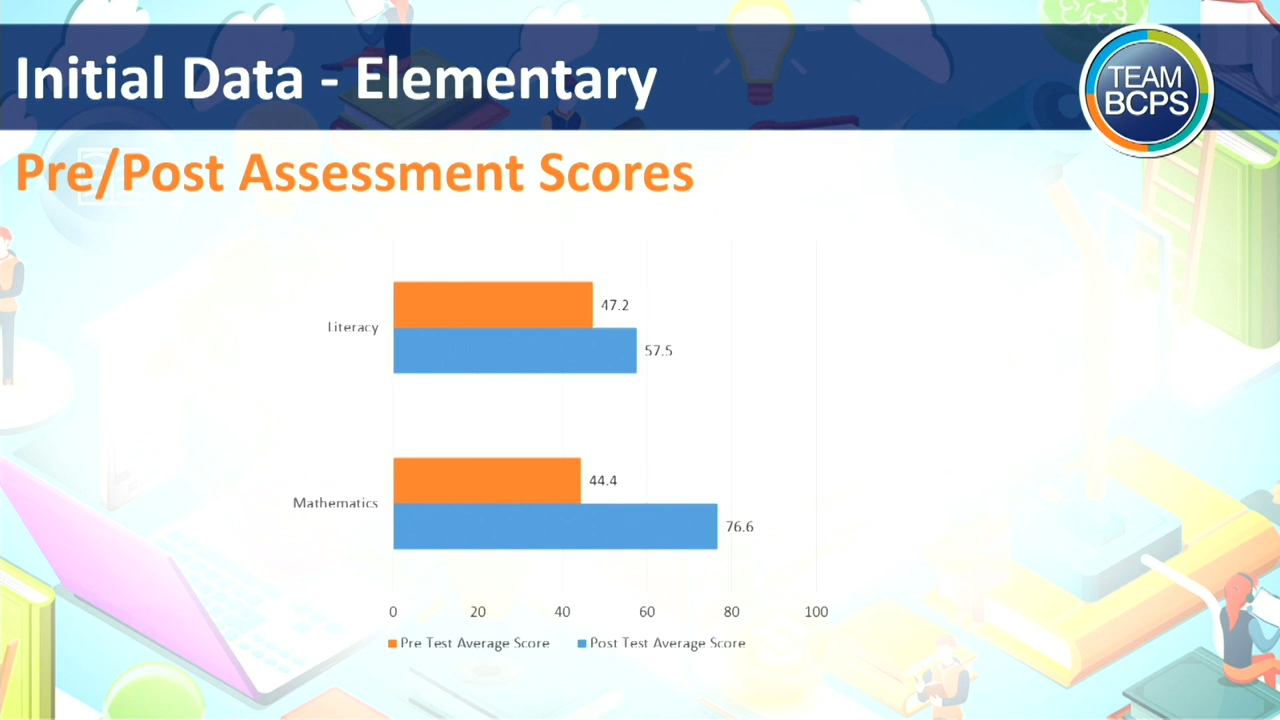 Initial Data - Elementary
TEAM
BCPS
Pre/Post Assessment Scores
47.2
Literacy
57.5
44.4
Mathematics
76.6
0 20 40 60 80 100
Pre Test Average Score Post Test Average Score